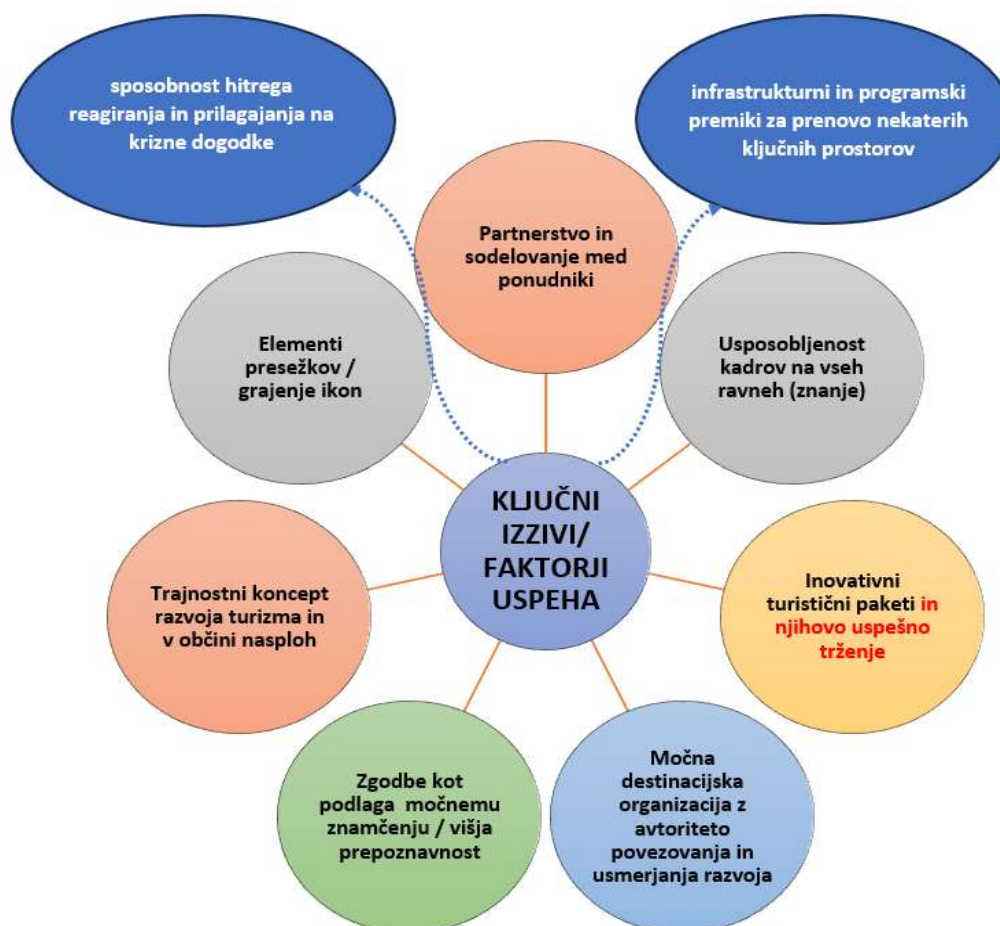 sposobnost hitrega
reagiranja in prilagajanja na
krizne dogodke
infrastrukturni in programski
premiki za prenovo nekaterih
ključnih prostorov
Partnerstvo in
sodelovanje med
ponudniki
Elementi
presežkov /
grajenje ikon
Usposobljenost
kadrov na vseh
ravneh (znanje)
KLJUČNI
IZZIVI/
FAKTORJI
USPEHA
Trajnostni koncept
razvoja turizma in
v občini nasploh
Inovativni
turistični paketi in
njihovo uspešno
trženje
Zgodbe kot
podlaga močnemu
znamčenju / višja
prepoznavnost
Močna
destinacijska
organizacija z
avtoriteto
povezovanja in
usmerjanja razvoja